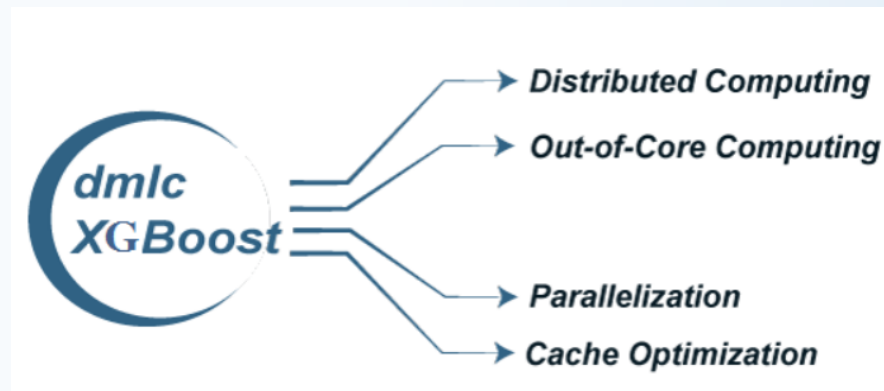 dmlc
XGBoost
Distributed Computing
Out-of-Core Computing
Parallelization
Cache Optimization